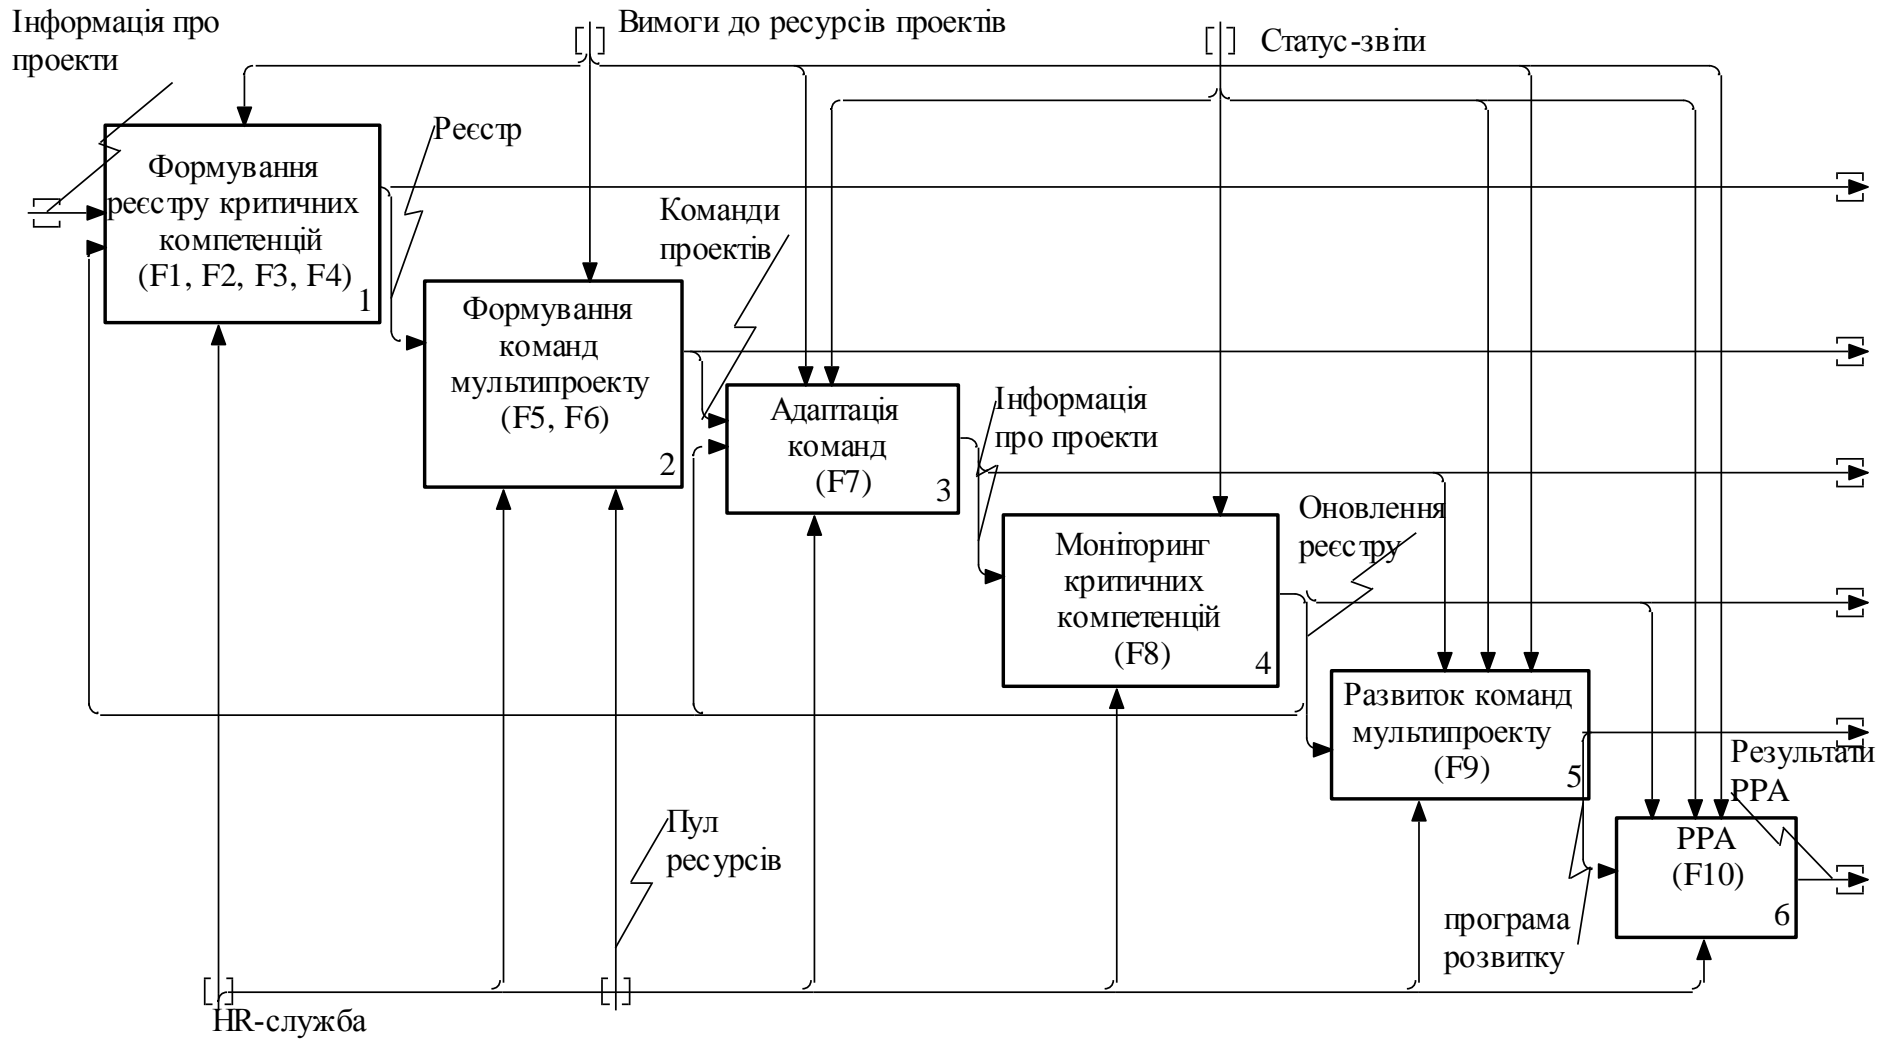 Інформація про
проекти
Вимоги до ресурсів проектів
Статус-звіти
Формування
реєстру критичних
компетенцій
(F1, F2, F3, F4)
1
Реєстр
Формування
команд
мультипроекту
(F5, F6)
2
Команди
проектів
Адаптація
команд
(F7)
3
Інформація
про проекти
Моніторинг
критичних
компетенцій
(F8)
4
Оновлення
реєстру
Развиток команд
мультипроекту
(F9)
5
Результати
PPA
PPA
(F10)
6
програма
розвитку
Пул
ресурсів
HR-служба